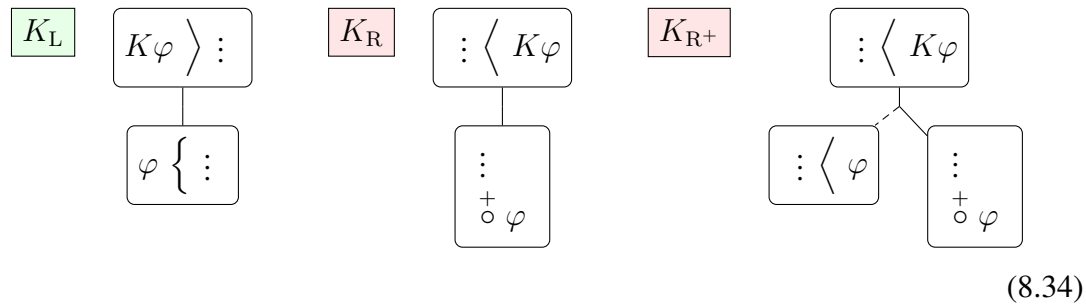 K_L Kφ ⟩ ⋮ K_R ⋮ ⟨ Kφ K_{R+} ⋮ ⟨ Kφ
φ { ⋮ ⋮ ⋮ ⟨ φ ⋮
+ +
∘ φ ∘ φ
(8.34)